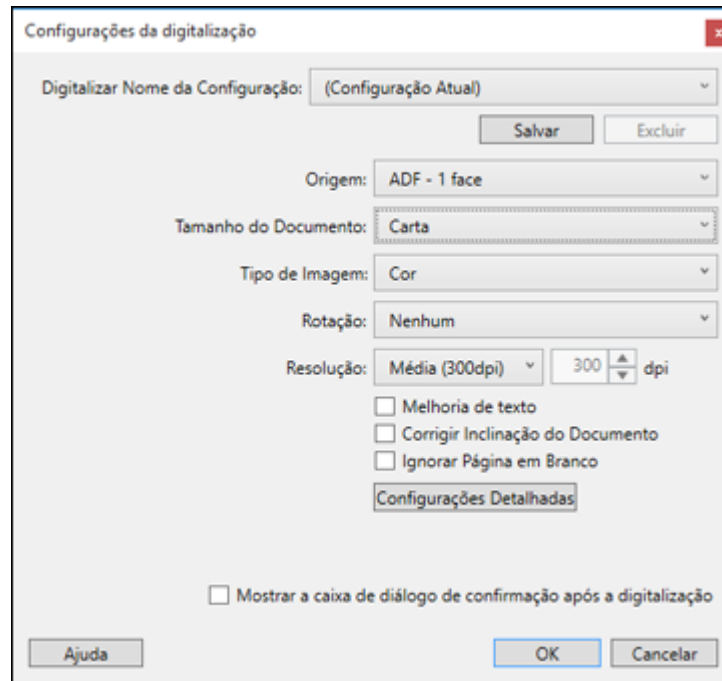 Configurações da digitalização
x
Digitalizar Nome da Configuração: (Configuração Atual)
Salvar Excluir
Origem: ADF - 1 face
Tamanho do Documento: Carta
Tipo de Imagem: Cor
Rotação: Nenhum
Resolução: Média (300dpi) 300 dpi
Melhoria de texto
Corrigir Inclinação do Documento
Ignorar Página em Branco
Configurações Detalhadas
Mostrar a caixa de diálogo de confirmação após a digitalização
Ajuda OK Cancelar